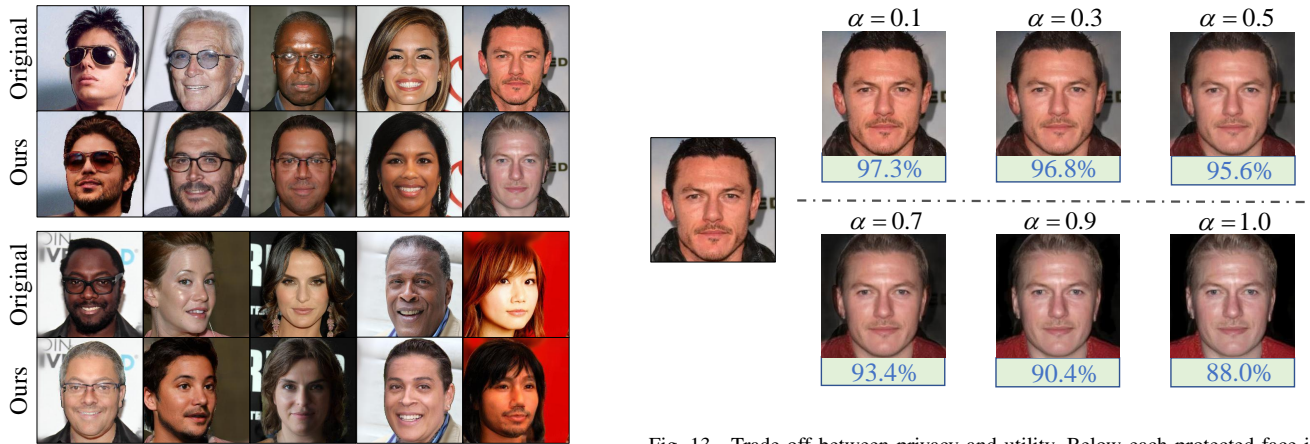 Original
Ours
Original
Ours
α = 0.1
α = 0.3
α = 0.5
97.3%
96.8%
95.6%
α = 0.7
α = 0.9
α = 1.0
93.4%
90.4%
88.0%
Fig. 13. Trade-off between privacy and utility. Below each protected face i